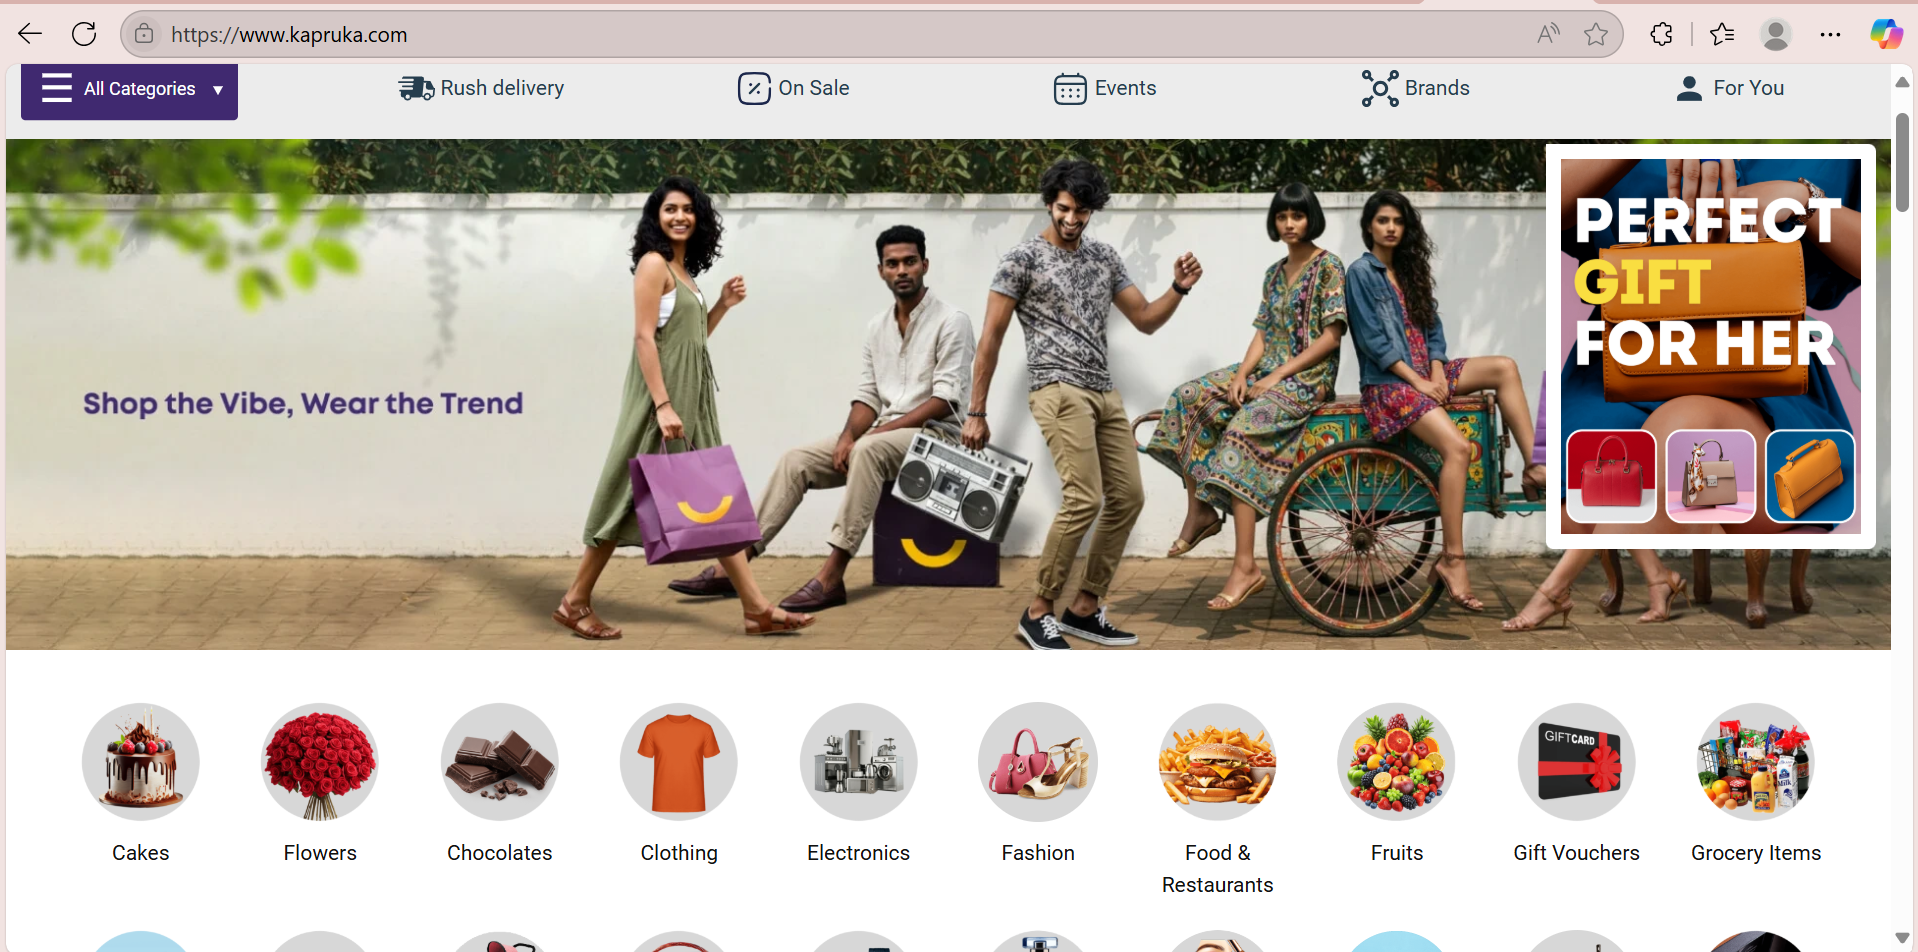 https://www.kapruka.com
All Categories
Rush delivery
On Sale
Events
Brands
For You
Shop the Vibe, Wear the Trend
PERFECT
GIFT
FOR HER
GIFTCARD
Milk
Cakes
Flowers
Chocolates
Clothing
Electronics
Fashion
Food &
Restaurants
Fruits
Gift Vouchers
Grocery Items